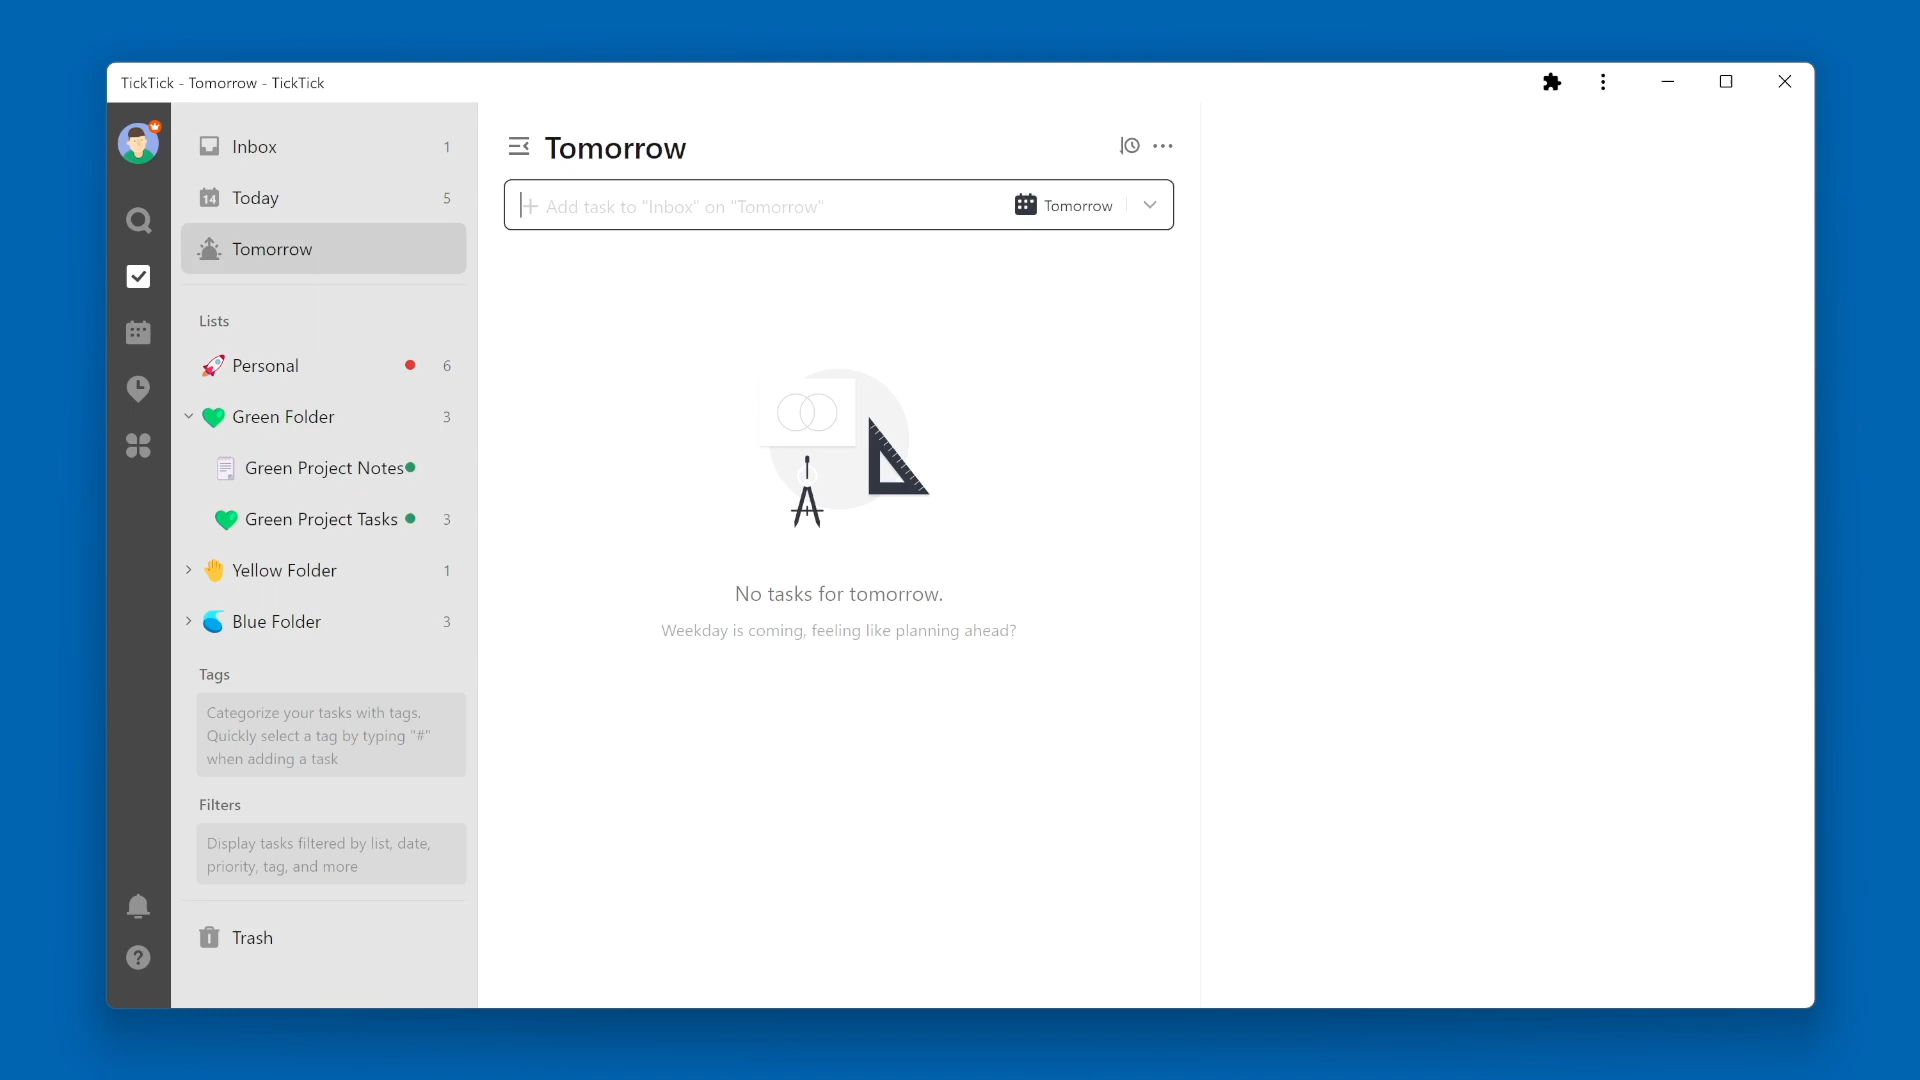 TickTick - Tomorrow - TickTick
Inbox 1
14 Today 5
Tomorrow
Lists
Personal 6
Green Folder 3
Green Project Notes
Green Project Tasks 3
Yellow Folder 1
Blue Folder 3
Tags
Categorize your tasks with tags.
Quickly select a tag by typing "#"
when adding a task
Filters
Display tasks filtered by list, date,
priority, tag, and more
Trash
Tomorrow
Add task to "Inbox" on "Tomorrow" Tomorrow
No tasks for tomorrow.
Weekday is coming, feeling like planning ahead?